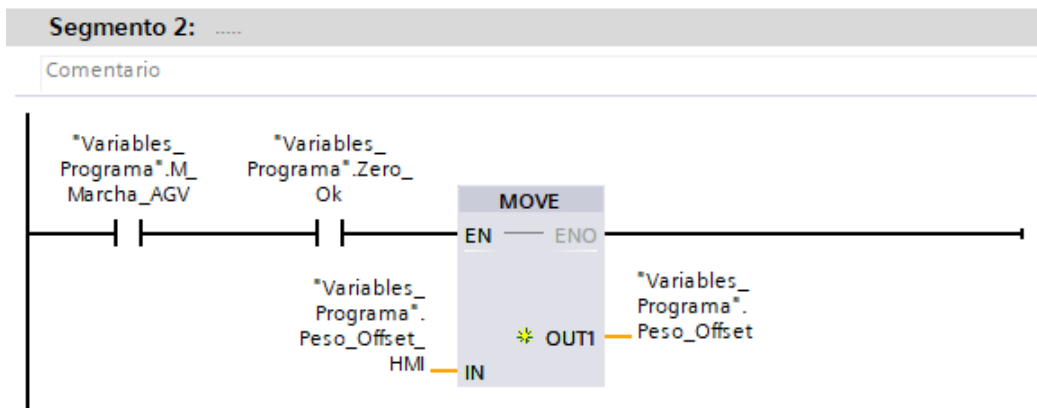 Segmento 2: .....
Comentario
"Variables_
Programa".M_
Marcha_AGV
"Variables_
Programa".Zero_
Ok
MOVE
EN
ENO
"Variables_
Programa".
Peso_Offset_
HMI
IN
OUT1
"Variables_
Programa".
Peso_Offset